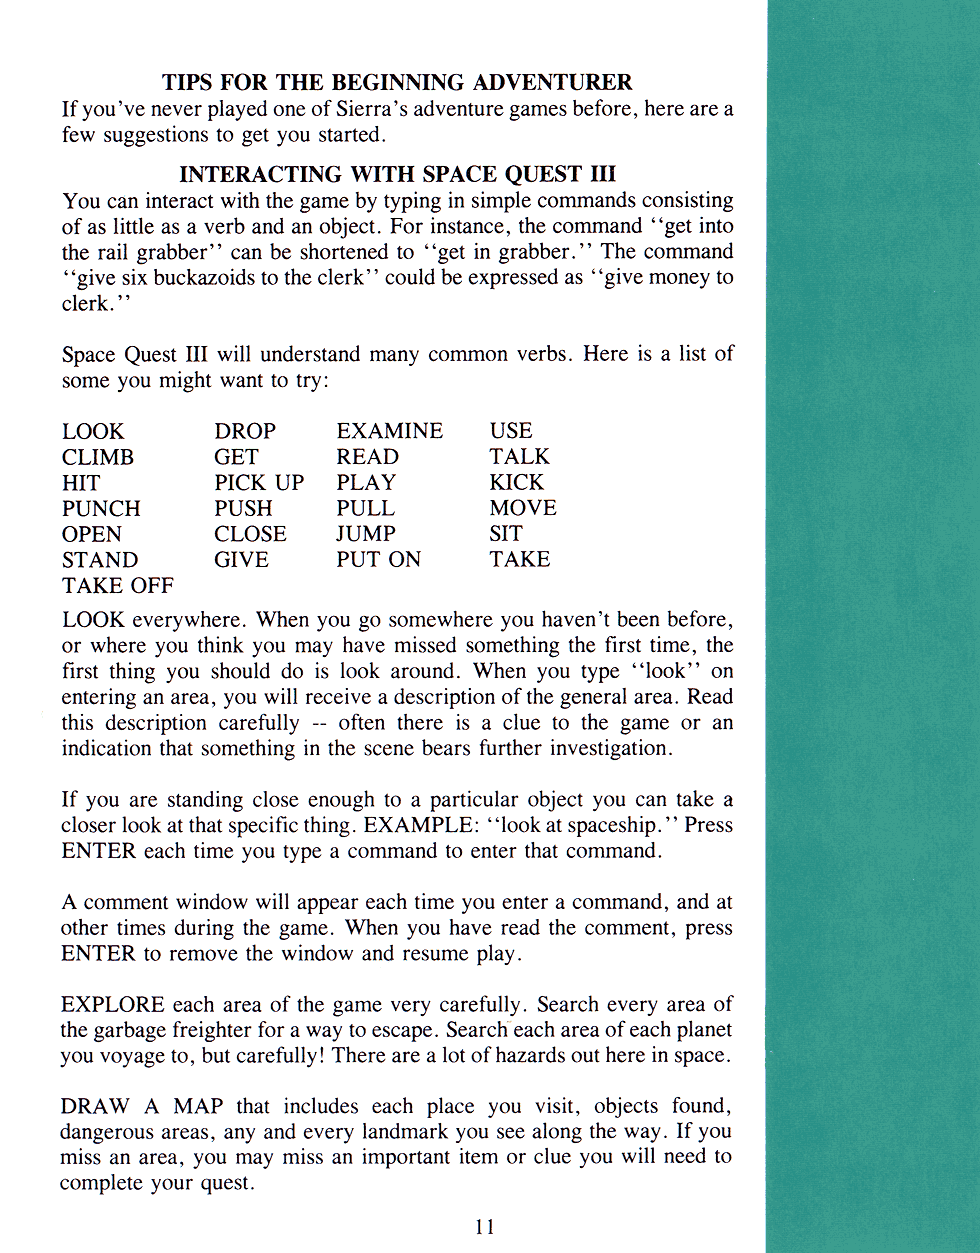 TIPS FOR THE BEGINNING ADVENTURER
If you've never played one of Sierra's adventure games before, here are a
few suggestions to get you started.
INTERACTING WITH SPACE QUEST III
You can interact with the game by typing in simple commands consisting
of as little as a verb and an object. For instance, the command ‘‘get into
the rail grabber’’ can be shortened to ‘‘get in grabber.’’ The command
‘‘give six buckazoids to the clerk’’ could be expressed as ‘‘give money to
clerk.’’
Space Quest III will understand many common verbs. Here is a list of
some you might want to try:
LOOK DROP EXAMINE USE
CLIMB GET READ TALK
HIT PICK UP PLAY KICK
PUNCH PUSH PULL MOVE
OPEN CLOSE JUMP SIT
STAND GIVE PUT ON TAKE
TAKE OFF
LOOK everywhere. When you go somewhere you haven't been before,
or where you think you may have missed something the first time, the
first thing you should do is look around. When you type ‘‘look’’ on
entering an area, you will receive a description of the general area. Read
this description carefully -- often there is a clue to the game or an
indication that something in the scene bears further investigation.
If you are standing close enough to a particular object you can take a
closer look at that specific thing. EXAMPLE: ‘‘look at spaceship.’’ Press
ENTER each time you type a command to enter that command.
A comment window will appear each time you enter a command, and at
other times during the game. When you have read the comment, press
ENTER to remove the window and resume play.
EXPLORE each area of the game very carefully. Search every area of
the garbage freighter for a way to escape. Search each area of each planet
you voyage to, but carefully! There are a lot of hazards out here in space.
DRAW A MAP that includes each place you visit, objects found,
dangerous areas, any and every landmark you see along the way. If you
miss an area, you may miss an important item or clue you will need to
complete your quest.
11